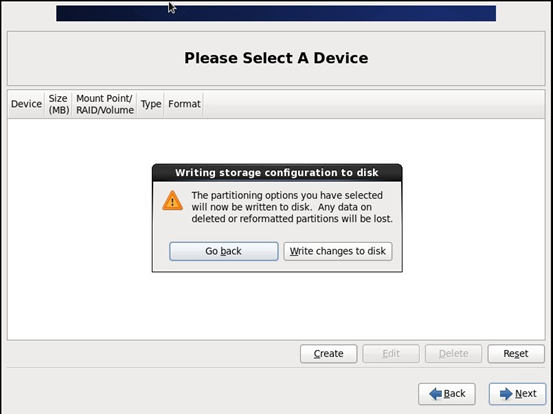 Please Select A Device
Device
Size
(MB)
Mount Point/
RAID/Volume
Type
Format
Writing storage configuration to disk
The partitioning options you have selected
will now be written to disk. Any data on
deleted or reformatted partitions will be lost.
Go back
Write changes to disk
Create
Edit
Delete
Reset
Back
Next